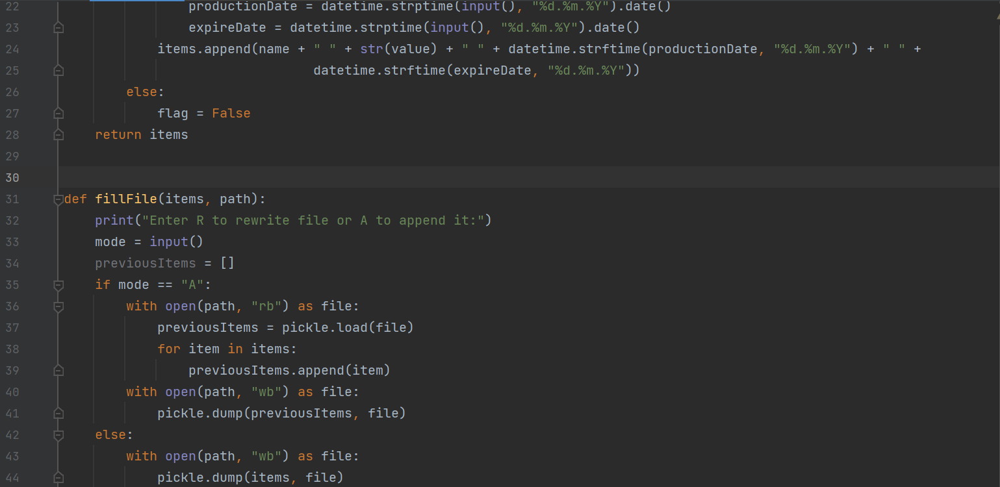 22 productionDate = datetime.strptime(input(), "%d.%m.%Y").date()
23 expireDate = datetime.strptime(input(), "%d.%m.%Y").date()
24 items.append(name + " " + str(value) + " " + datetime.strftime(productionDate, "%d.%m.%Y") + " " +
25 datetime.strftime(expireDate, "%d.%m.%Y"))
26 else:
27 flag = False
28 return items
29
30
31 def fillFile(items, path):
32 print("Enter R to rewrite file or A to append it:")
33 mode = input()
34 previousItems = []
35 if mode == "A":
36 with open(path, "rb") as file:
37 previousItems = pickle.load(file)
38 for item in items:
39 previousItems.append(item)
40 with open(path, "wb") as file:
41 pickle.dump(previousItems, file)
42 else:
43 with open(path, "wb") as file:
44 pickle.dump(items, file)